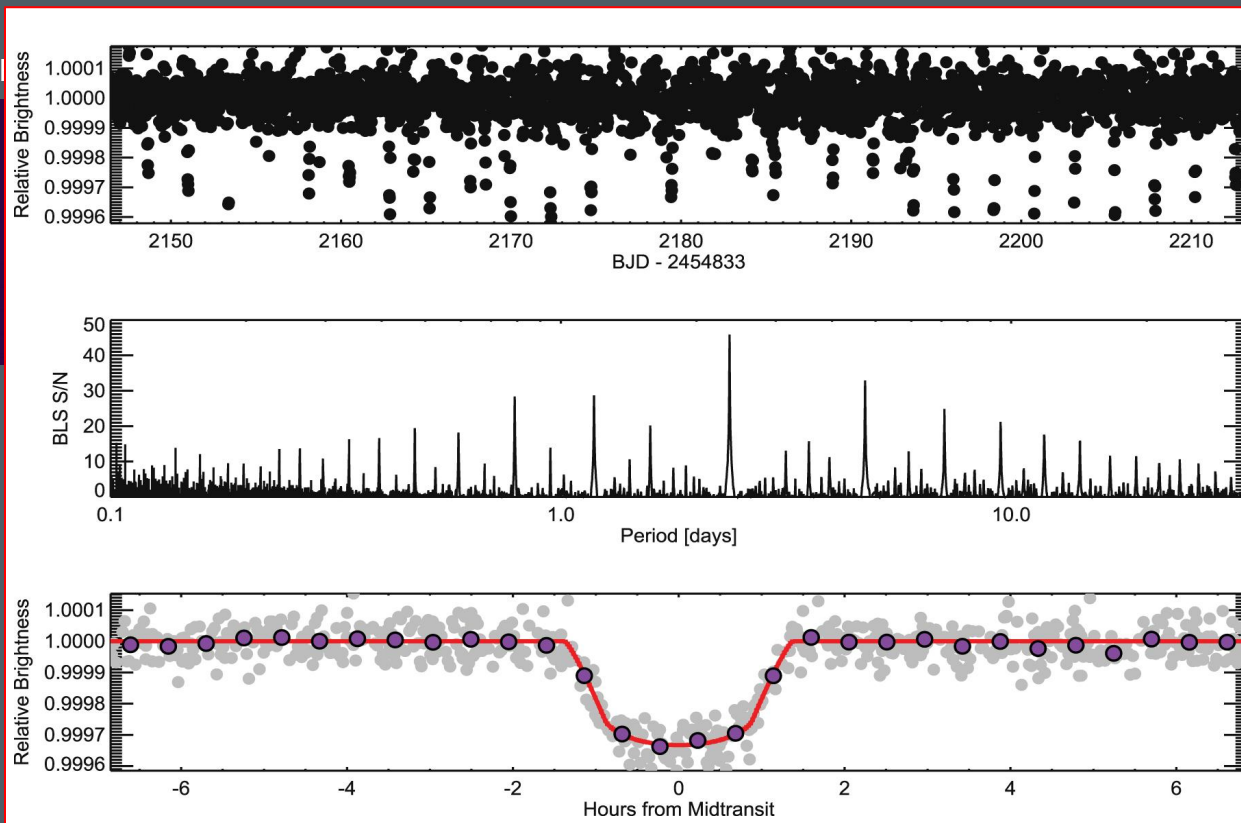 Relative Brightness
1.0001
1.0000
0.9999
0.9998
0.9997
0.9996
2150 2160 2170 2180 2190 2200 2210
BJD - 2454833
BLS S/N
50
40
30
20
10
0
0.1 1.0 10.0
Period [days]
Relative Brightness
1.0001
1.0000
0.9999
0.9998
0.9997
0.9996
-6 -4 -2 0 2 4 6
Hours from Midtransit